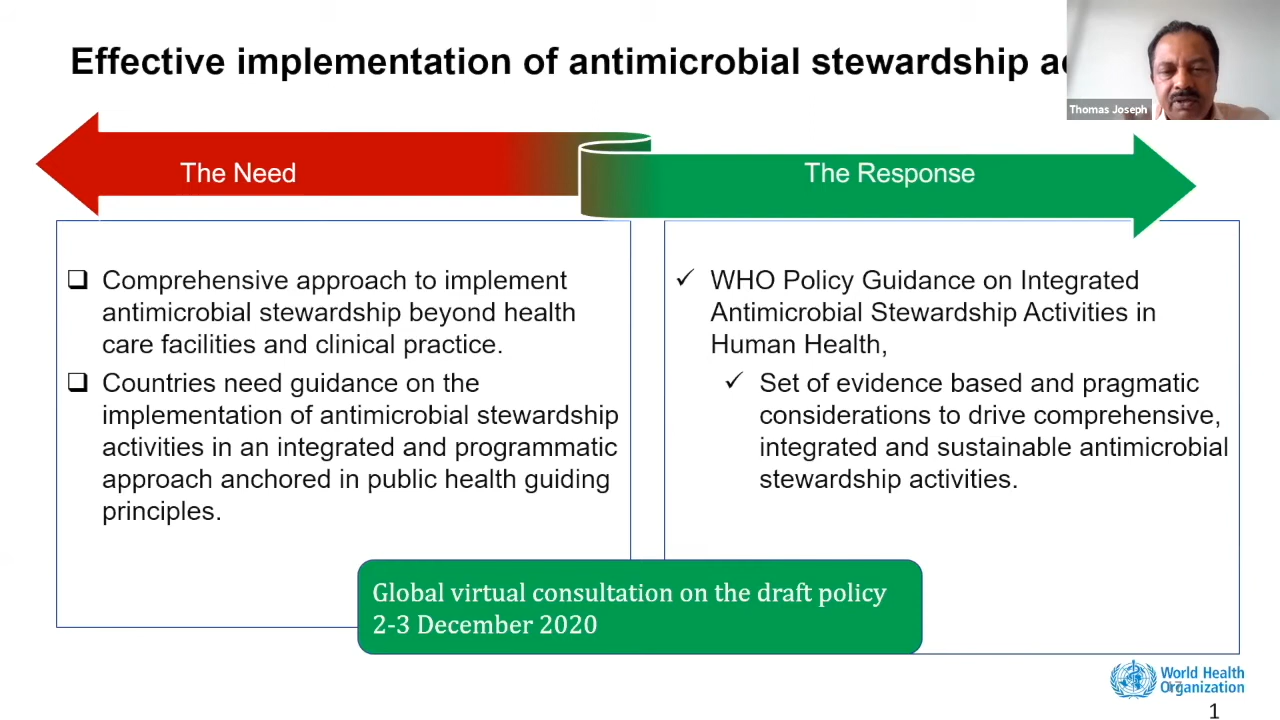 Effective implementation of antimicrobial stewardship
Thomas Joseph
The Need
The Response
❑ Comprehensive approach to implement
antimicrobial stewardship beyond health
care facilities and clinical practice.
❑ Countries need guidance on the
implementation of antimicrobial stewardship
activities in an integrated and programmatic
approach anchored in public health guiding
principles.
✓ WHO Policy Guidance on Integrated
Antimicrobial Stewardship Activities in
Human Health,
✓ Set of evidence based and pragmatic
considerations to drive comprehensive,
integrated and sustainable antimicrobial
stewardship activities.
Global virtual consultation on the draft policy
2-3 December 2020
World Health
Organization
17
1